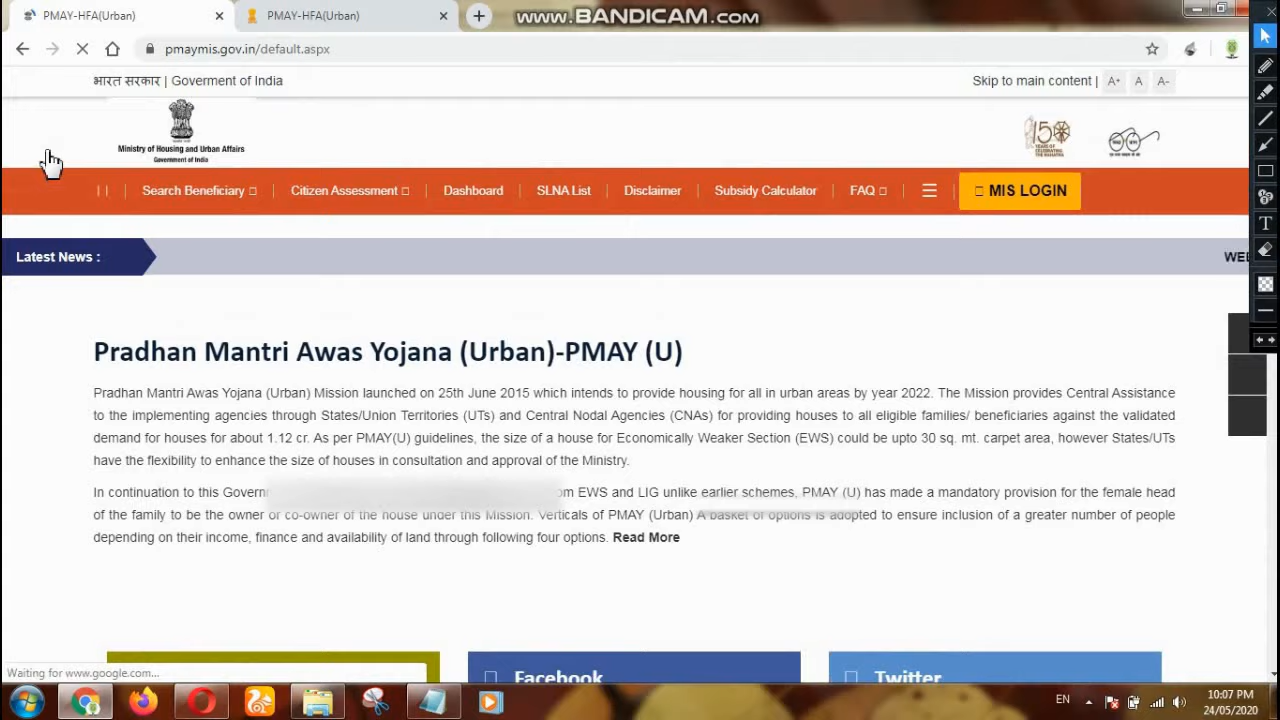 PMAY-HFA(Urban)
PMAY-HFA(Urban)
www.BANDICAM.com
pmaymis.gov.in/default.aspx
भारत सरकार | Goverment of India
Skip to main content |
A+ A A-
Ministry of Housing and Urban Affairs
Government of India
150
YEARS OF
CELEBRATING
THE MAHATMA
Search Beneficiary
Citizen Assessment
Dashboard
SLNA List
Disclaimer
Subsidy Calculator
FAQ
MIS LOGIN
Latest News :
Pradhan Mantri Awas Yojana (Urban)-PMAY (U)
Pradhan Mantri Awas Yojana (Urban) Mission launched on 25th June 2015 which intends to provide housing for all in urban areas by year 2022. The Mission provides Central Assistance
to the implementing agencies through States/Union Territories (UTs) and Central Nodal Agencies (CNAs) for providing houses to all eligible families/ beneficiaries against the validated
demand for houses for about 1.12 cr. As per PMAY(U) guidelines, the size of a house for Economically Weaker Section (EWS) could be upto 30 sq. mt. carpet area, however States/UTs
have the flexibility to enhance the size of houses in consultation and approval of the Ministry.
In continuation to this EWS and LIG unlike earlier schemes, PMAY (U) has made a mandatory provision for the female head
of the family to be the owner or co-owner of the house under this Mission. Verticals of PMAY (Urban) A basket of options is adopted to ensure inclusion of a greater number of people
depending on their income, finance and availability of land through following four options. Read More
Facebook
Twitter
Waiting for www.google.com...
EN
10:07 PM
24/05/2020